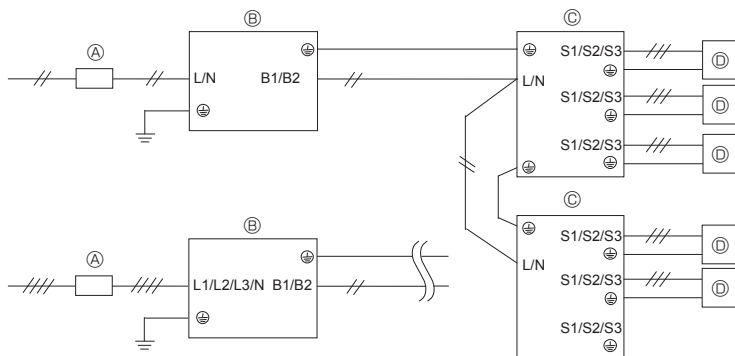 Ⓑ
Ⓒ
Ⓐ
L/N
B1/B2
L/N
S1/S2/S3
Ⓓ
S1/S2/S3
Ⓓ
S1/S2/S3
Ⓓ
Ⓑ
Ⓒ
Ⓐ
L1/L2/L3/N B1/B2
L/N
S1/S2/S3
Ⓓ
S1/S2/S3
Ⓓ
S1/S2/S3